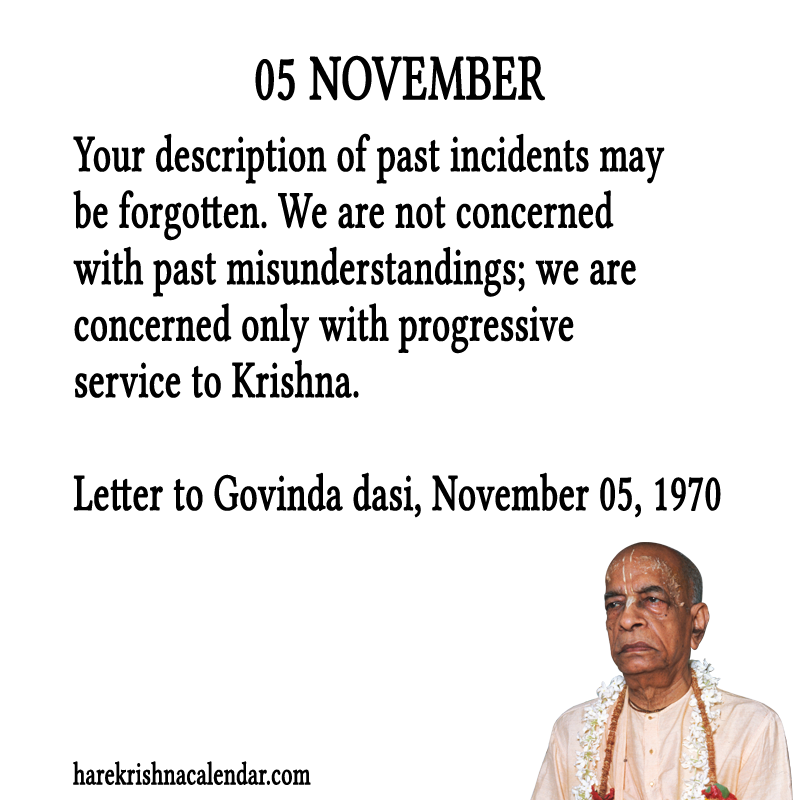 05 NOVEMBER
Your description of past incidents may
be forgotten. We are not concerned
with past misunderstandings; we are
concerned only with progressive
service to Krishna.
Letter to Govinda dasi, November 05, 1970
harekrishnacalendar.com